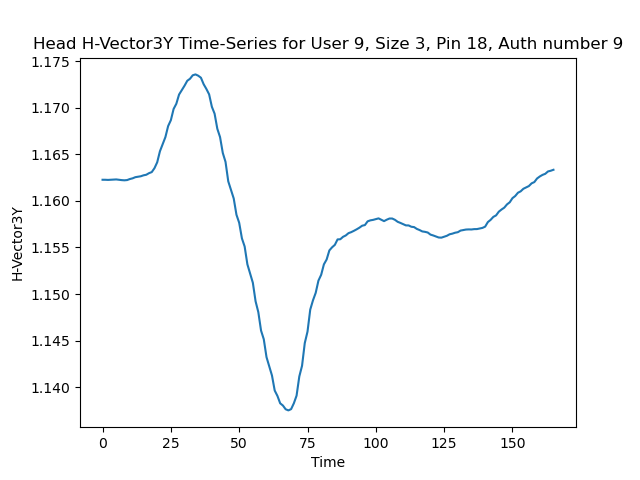 Head H-Vector3Y Time-Series for User 9, Size 3, Pin 18, Auth number 9
1.175
1.170
1.165
1.160
1.155
1.150
1.145
1.140
H-Vector3Y
0 25 50 75 100 125 150
Time